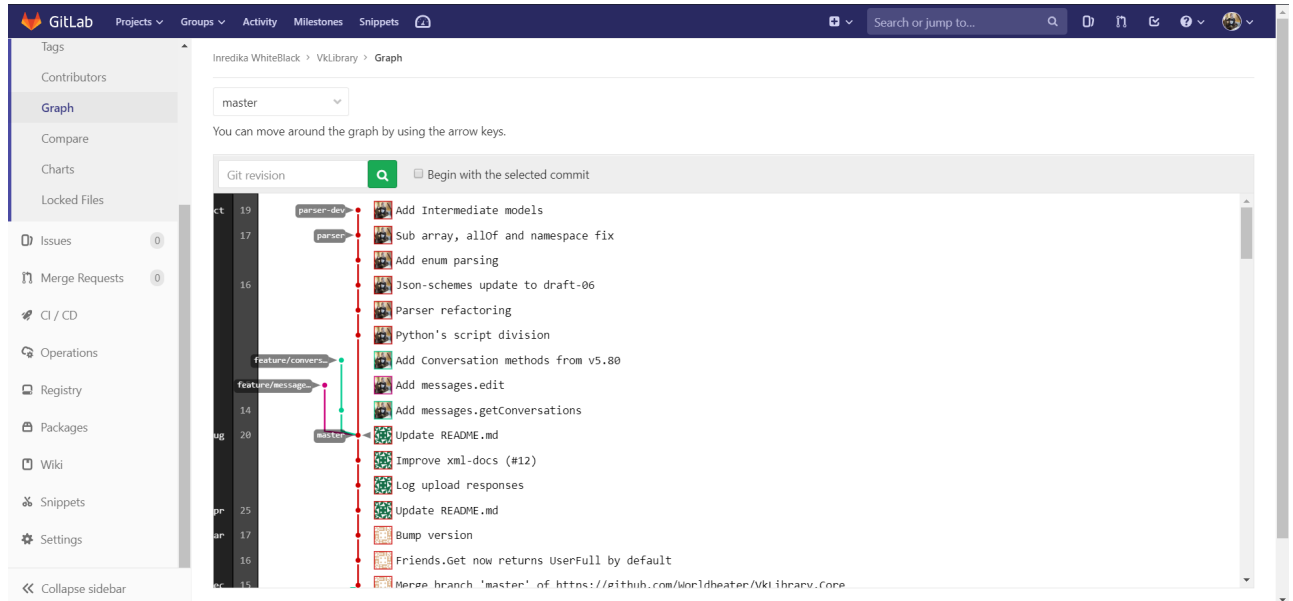 GitLab Projects Groups Activity Milestones Snippets Search or jump to...
Tags
Contributors
Graph
Compare
Charts
Locked Files
Issues 0
Merge Requests 0
CI / CD
Operations
Registry
Packages
Wiki
Snippets
Settings
Collapse sidebar
Inredika WhiteBlack > VkLibrary > Graph
master
You can move around the graph by using the arrow keys.
Git revision Begin with the selected commit
ct 19 parser-dev Add Intermediate models
17 parser Sub array, allOf and namespace fix
Add enum parsing
16 Json-schemes update to draft-06
Parser refactoring
Python's script division
feature/convers… Add Conversation methods from v5.80
feature/message… Add messages.edit
14 Add messages.getConversations
ug 20 master Update README.md
Improve xml-docs (#12)
Log upload responses
pr 25 Update README.md
ar 17 Bump version
16 Friends.Get now returns UserFull by default
ec 15 Merge branch 'master' of https://github.com/Worldbeater/VkLibrary.Core